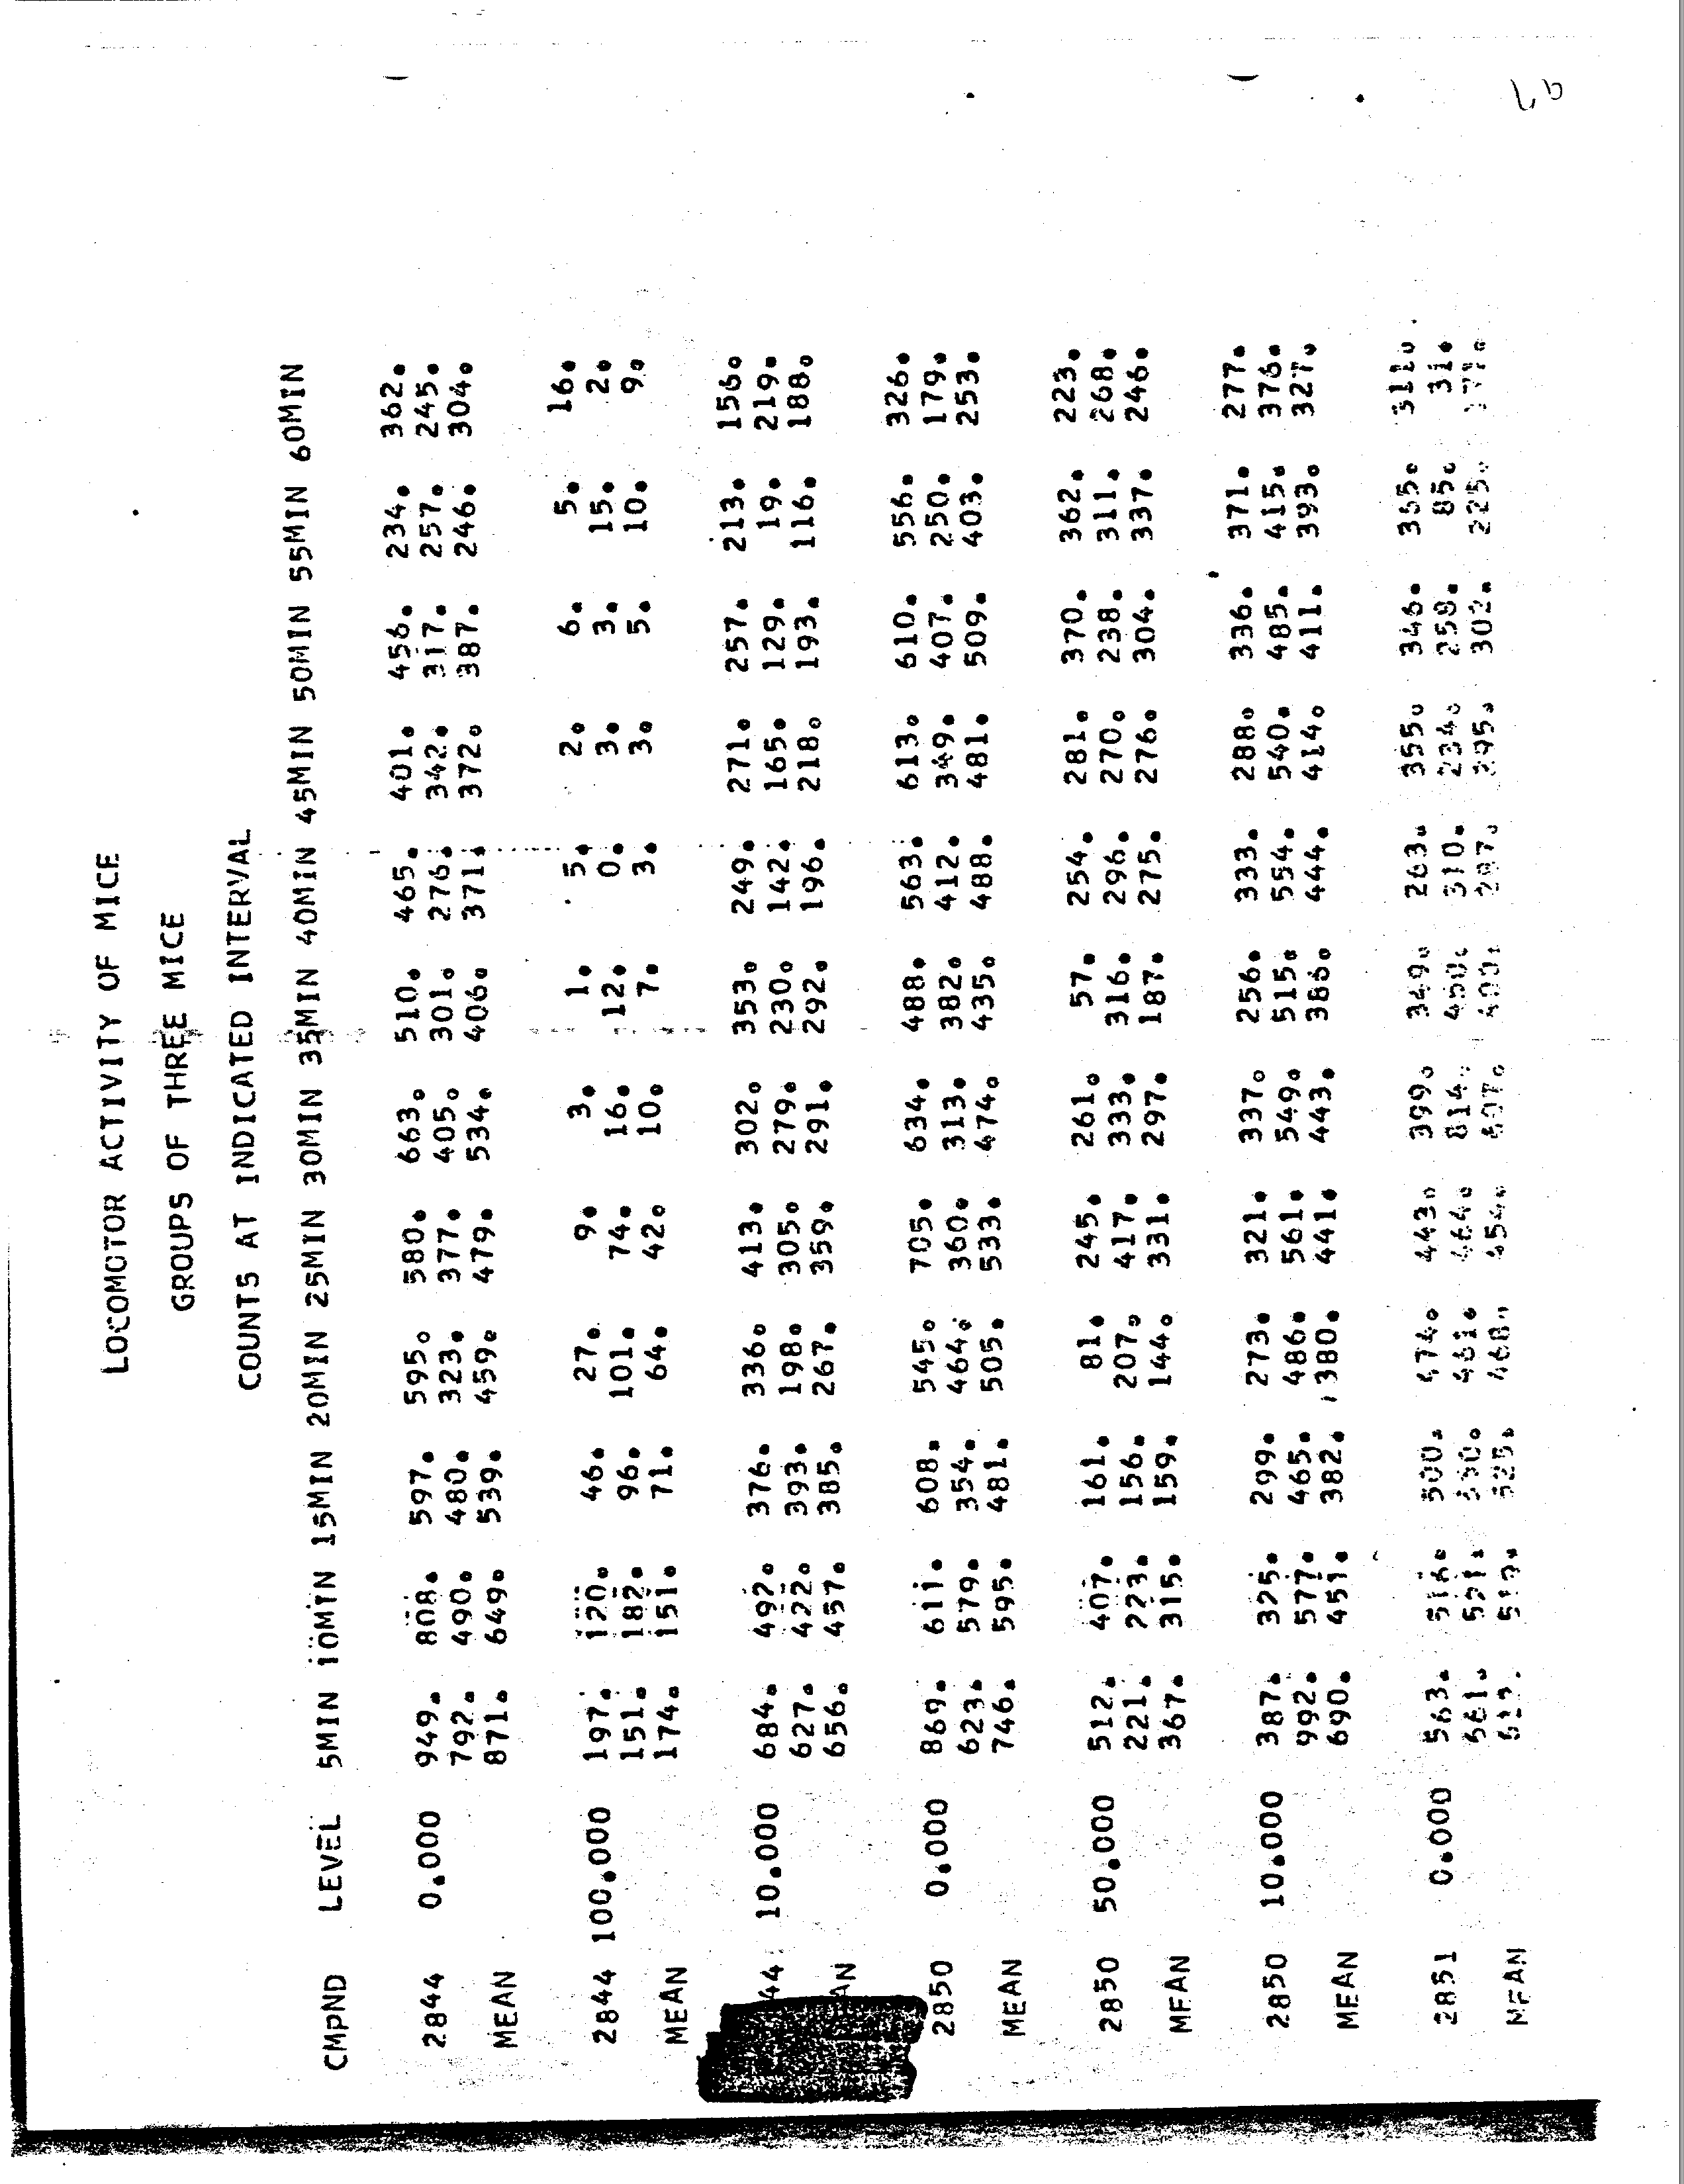 LOCOMOTOR ACTIVITY OF MICE
GROUPS OF THREE MICE
COUNTS AT INDICATED INTERVAL
CMPND LEVEL 5MIN 10MIN 15MIN 20MIN 25MIN 30MIN 35MIN 40MIN 45MIN 50MIN 55MIN 60MIN
2844 0.000 949. 808. 597. 595. 580. 663. 510. 465. 401. 456. 234. 362.
792. 490. 480. 323. 377. 405. 301. 276. 342. 317. 257. 245.
MEAN 871. 649. 539. 459. 479. 534. 406. 371. 372. 387. 246. 304.
2844 100.000 197. 120. 46. 27. 9. 3. 1. 5. 2. 6. 5. 16.
151. 182. 96. 101. 74. 16. 12. 0. 3. 3. 15. 2.
MEAN 174. 151. 71. 64. 42. 10. 7. 3. 3. 5. 10. 9.
44 10.000 684. 492. 376. 336. 413. 302. 353. 249. 271. 257. 213. 156.
627. 422. 393. 198. 305. 279. 230. 142. 165. 129. 19. 219.
AN 656. 457. 385. 267. 359. 291. 292. 196. 218. 193. 116. 188.
2850 0.000 869. 611. 608. 545. 705. 634. 488. 563. 613. 610. 556. 326.
623. 579. 354. 464. 360. 313. 382. 412. 349. 407. 250. 179.
MEAN 746. 595. 481. 505. 533. 474. 435. 488. 481. 509. 403. 253.
2850 50.000 512. 407. 161. 81. 245. 261. 57. 254. 281. 370. 362. 223.
221. 223. 156. 207. 417. 333. 316. 296. 270. 238. 311. 268.
MEAN 367. 315. 159. 144. 331. 297. 187. 275. 276. 304. 337. 246.
2850 10.000 387. 325. 299. 273. 321. 337. 256. 333. 288. 336. 371. 277.
992. 577. 465. 486. 561. 549. 515. 554. 540. 485. 415. 376.
MEAN 690. 451. 382. 380. 441. 443. 386. 444. 414. 411. 393. 327.
2851 0.000 563. 516. 500. 474. 443. 399. 349. 263. 355. 346. 365. 311.
521. 461. 464. 814. 450. 310. 234. 258. 85. 31.
MEAN 519. 525. 468. 454. 607. 400. 295. 302. 225.